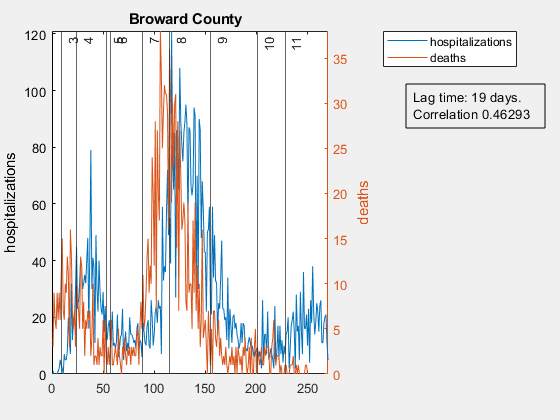 Broward County
hospitalizations
deaths
Lag time: 19 days.
Correlation 0.46293
3 4 6 7 8 9 10 11
120
100
80
60
40
20
0
hospitalizations
35
30
25
20
15
10
5
0
deaths
0 50 100 150 200 250